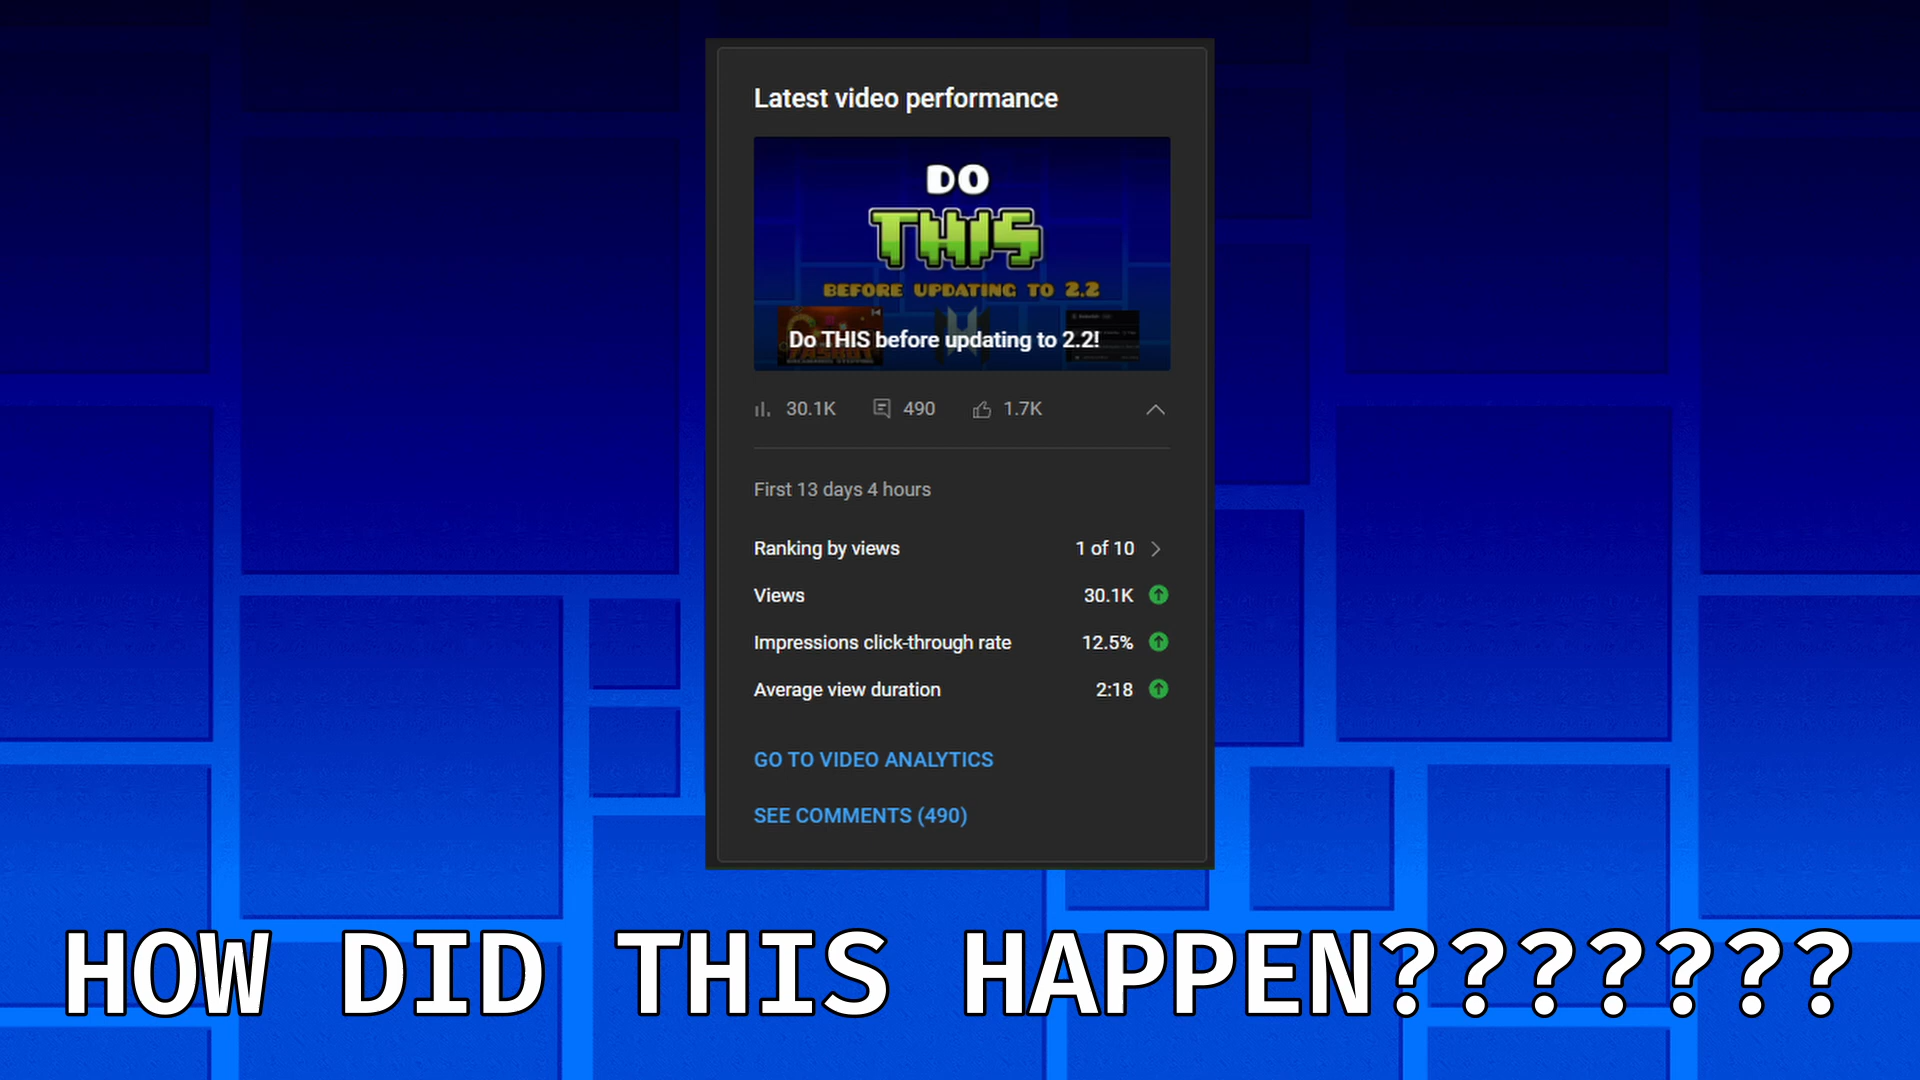 Latest video performance
DO
THIS
BEFORE UPDATING TO 2.2
Do THIS before updating to 2.2!
30.1K 490 1.7K
First 13 days 4 hours
Ranking by views 1 of 10
Views 30.1K
Impressions click-through rate 12.5%
Average view duration 2:18
GO TO VIDEO ANALYTICS
SEE COMMENTS (490)
HOW DID THIS HAPPEN???????